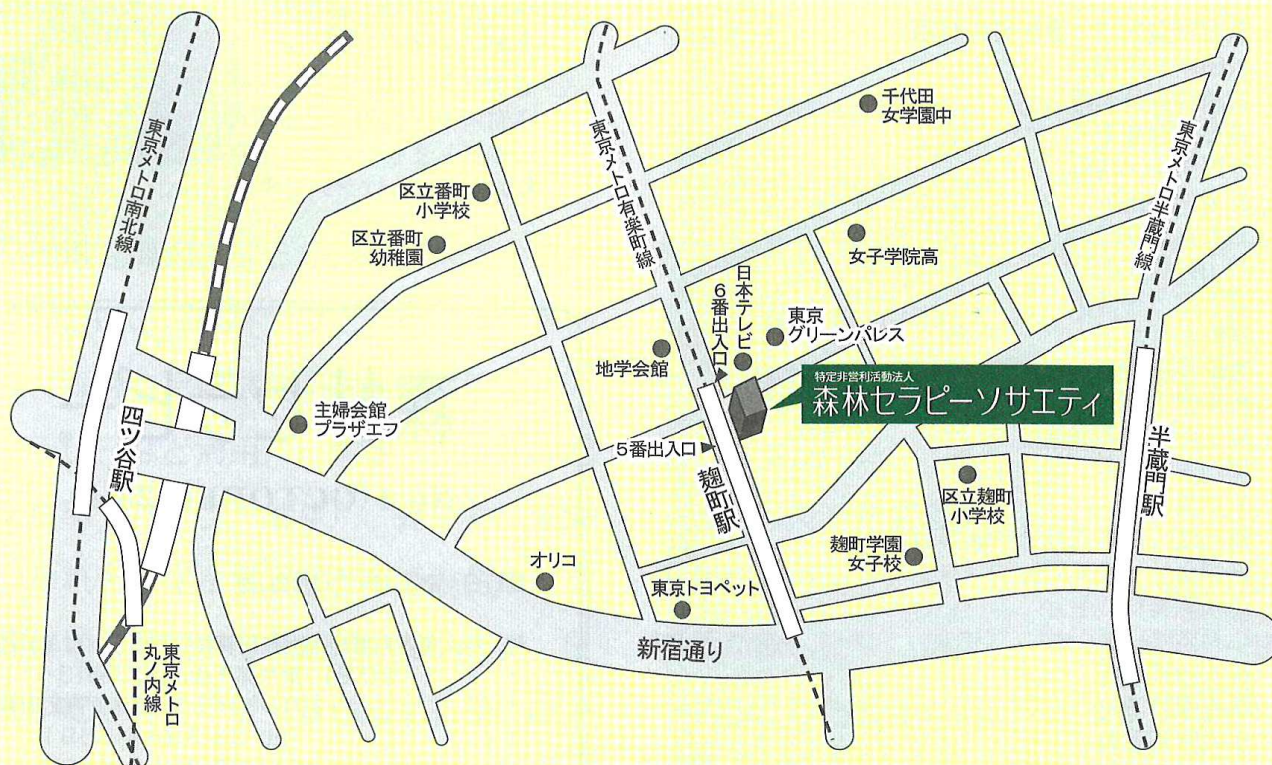 東京メトロ南北線
東京メトロ有楽町線
東京メトロ半蔵門線
千代田
女学園中
区立番町
小学校
区立番町
幼稚園
女子学院高
日本テレビ
6番出入口
東京
グリーンパレス
地学会館
特定非営利活動法人
森林セラピーソサエティ
主婦会館
プラザエフ
四ツ谷駅
5番出入口
麹町駅
半蔵門駅
区立麹町
小学校
麹町学園
女子校
オリコ
東京トヨペット
新宿通り
東京メトロ
丸ノ内線